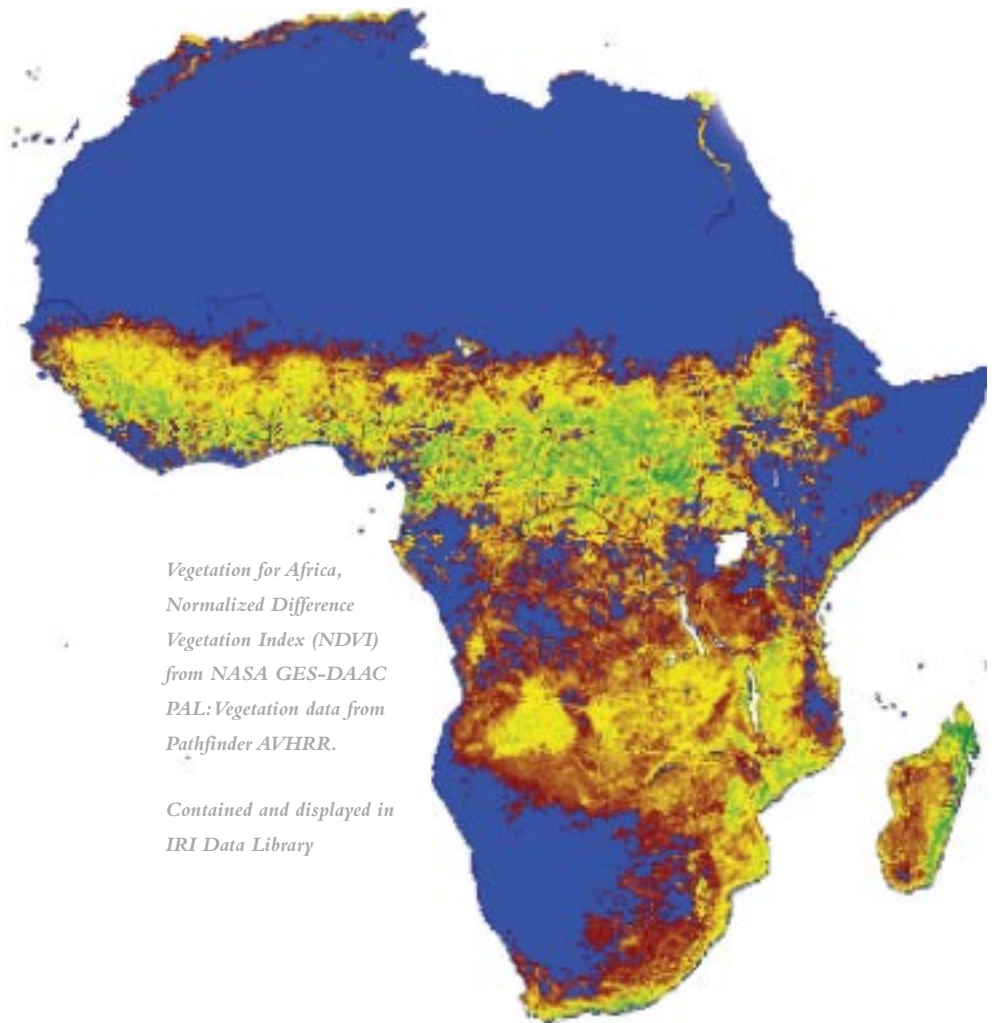 Vegetation for Africa,
Normalized Difference
Vegetation Index (NDVI)
from NASA GES-DAAC
PAL: Vegetation data from
Pathfinder AVHRR.
Contained and displayed in
IRI Data Library